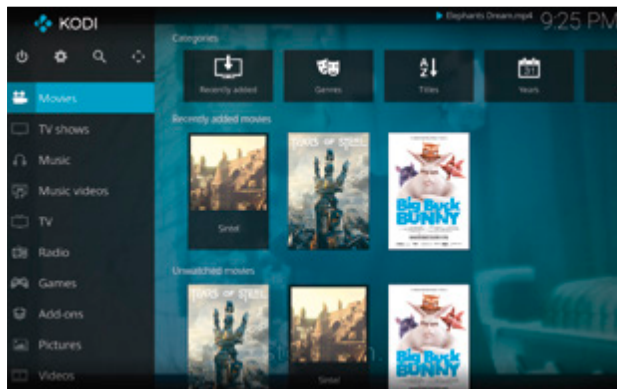 KODI
Elephants Dream.mp4
9:25 PM
Categories
Recently added
Genres
Titles
Years
Movies
TV shows
Music
Music videos
TV
Radio
Games
Add-ons
Pictures
Videos
Recently added movies
Sintel
TEARS OF STEEL
Big Buck
BUNNY
Unwatched movies
TEARS OF STEEL
Sintel
Big Buck
BUNNY